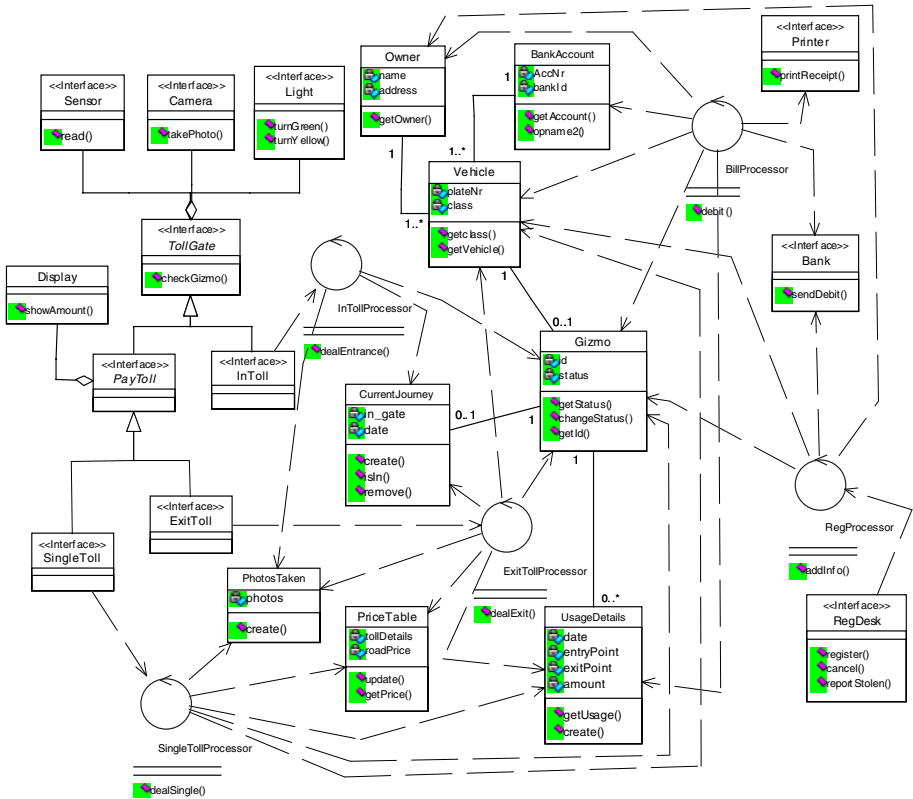 <<Interface>>
Printer
printReceipt()
Owner
name
address
getOwner()
BankAccount
AccNr
bankId
getAccount()
opname2()
<<Interface>>
Sensor
read()
<<Interface>>
Camera
takePhoto()
<<Interface>>
Light
turnGreen()
turnYellow()
1
1
1..*
1..*
Vehicle
plateNr
class
getclass()
getVehicle()
1
BillProcessor
debit()
<<Interface>>
TollGate
checkGizmo()
<<Interface>>
Bank
sendDebit()
Display
showAmount()
InTollProcessor
dealEntrance()
0..1
Gizmo
id
status
getStatus()
changeStatus()
getId()
1
1
<<Interface>>
PayToll
<<Interface>>
InToll
CurrentJourney
in_gate
date
create()
isIn()
remove()
0..1
<<Interface>>
ExitToll
<<Interface>>
SingleToll
RegProcessor
addInfo()
ExitTollProcessor
dealExit()
PhotosTaken
photos
create()
PriceTable
tollDetails
roadPrice
update()
getPrice()
0..*
UsageDetails
date
entryPoint
exitPoint
amount
getUsage()
create()
<<Interface>>
RegDesk
register()
cancel()
reportStolen()
SingleTollProcessor
dealSingle()